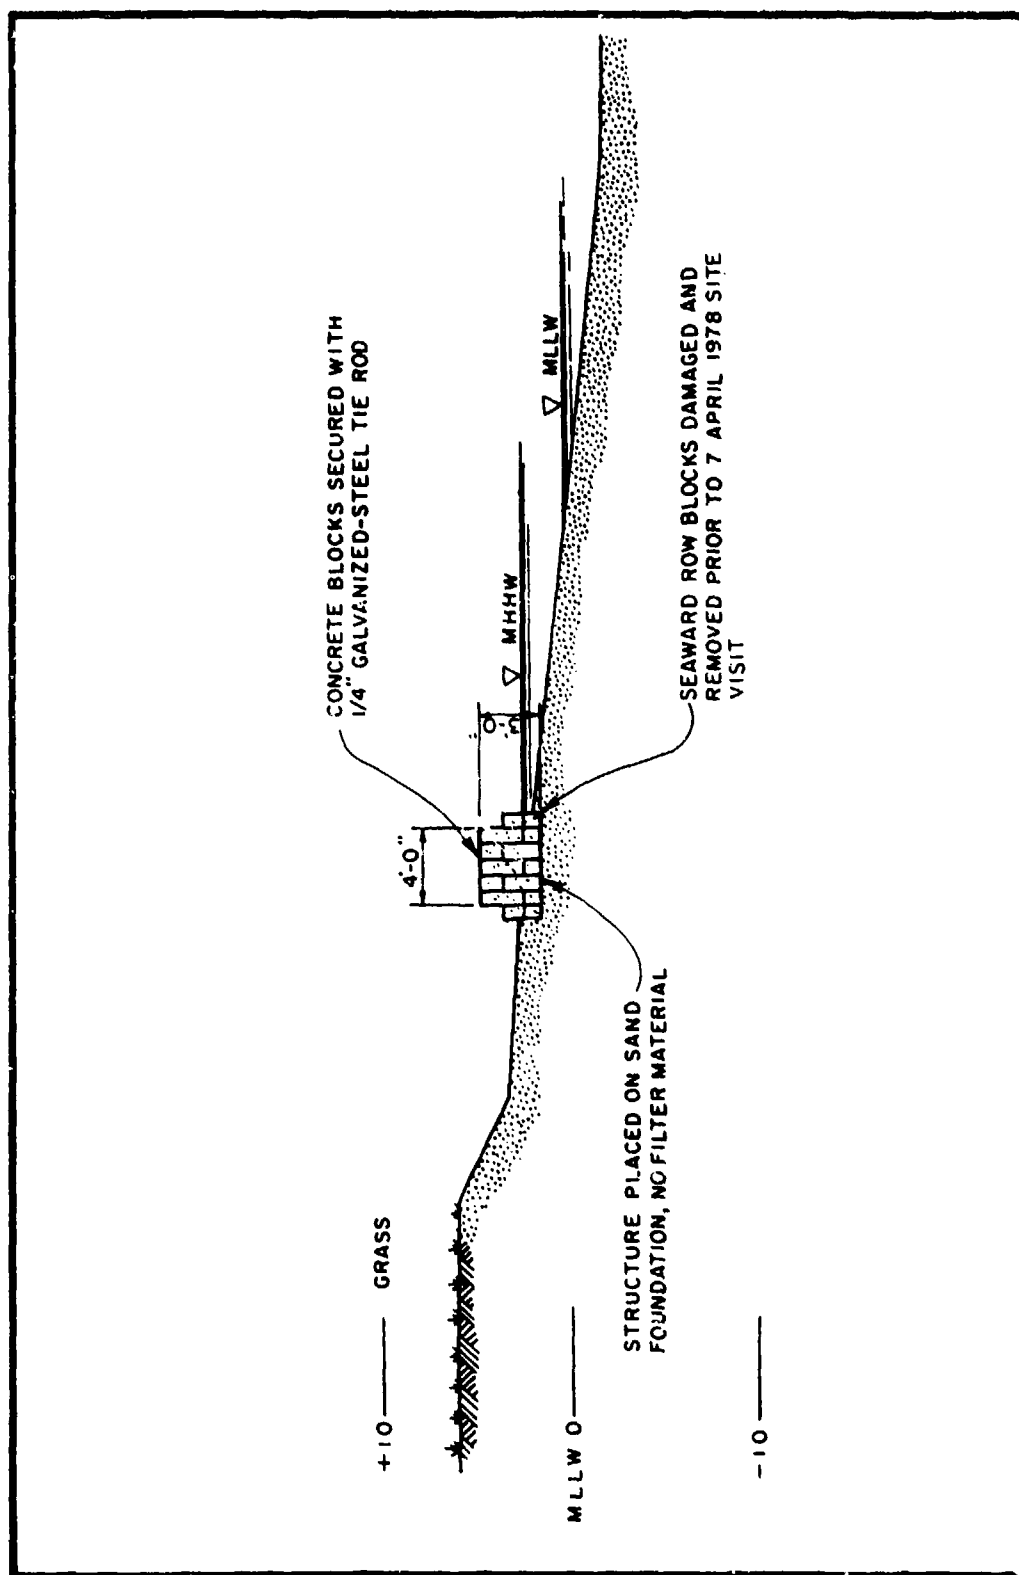 CONCRETE BLOCKS SECURED WITH
1/4" GALVANIZED-STEEL TIE ROD
4'-0"
3'-0"
MHHW
MLLW
+10
GRASS
MLLW 0
-10
STRUCTURE PLACED ON SAND
FOUNDATION, NO FILTER MATERIAL
SEAWARD ROW BLOCKS DAMAGED AND
REMOVED PRIOR TO 7 APRIL 1978 SITE
VISIT